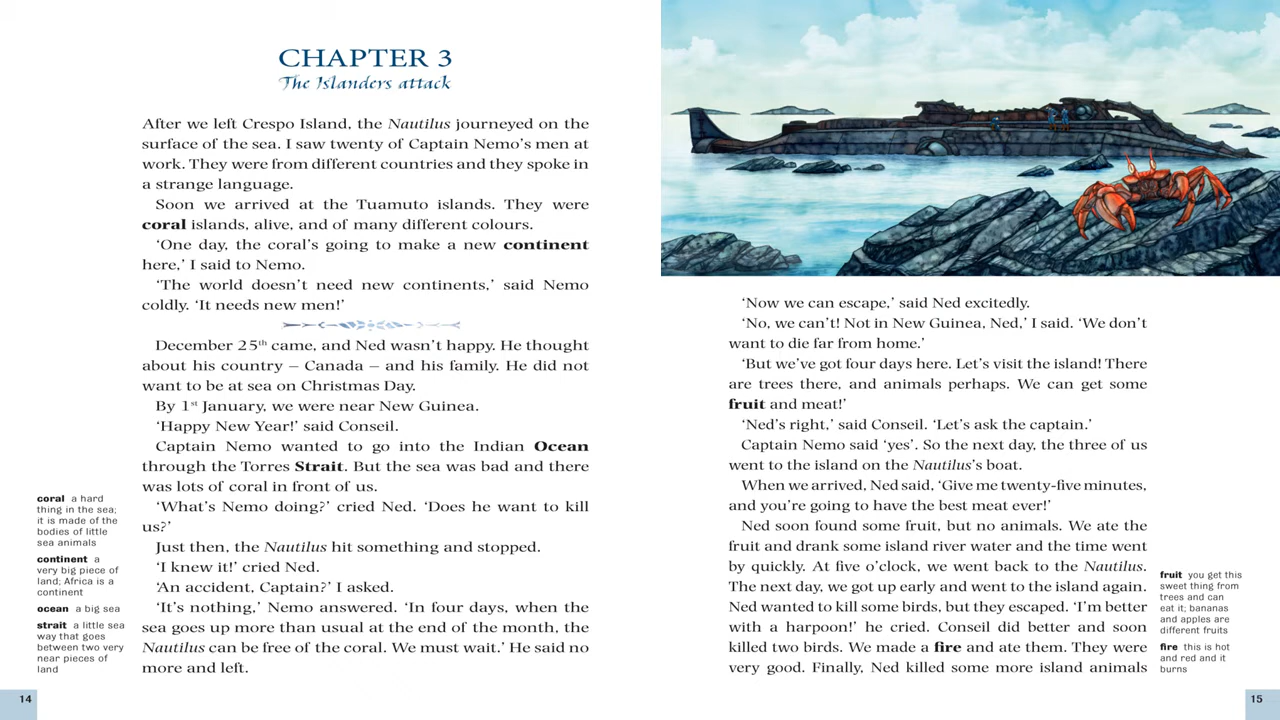 CHAPTER 3
The Islanders attack
After we left Crespo Island, the Nautilus journeyed on the
surface of the sea. I saw twenty of Captain Nemo’s men at
work. They were from different countries and they spoke in
a strange language.
Soon we arrived at the Tuamuto islands. They were
coral islands, alive, and of many different colours.
‘One day, the coral’s going to make a new continent
here,’ I said to Nemo.
‘The world doesn’t need new continents,’ said Nemo
coldly. ‘It needs new men!’
December 25th came, and Ned wasn’t happy. He thought
about his country – Canada – and his family. He did not
want to be at sea on Christmas Day.
By 1st January, we were near New Guinea.
‘Happy New Year!’ said Conseil.
Captain Nemo wanted to go into the Indian Ocean
through the Torres Strait. But the sea was bad and there
was lots of coral in front of us.
‘What’s Nemo doing?’ cried Ned. ‘Does he want to kill
us?’
Just then, the Nautilus hit something and stopped.
‘I knew it!’ cried Ned.
‘An accident, Captain?’ I asked.
‘It’s nothing,’ Nemo answered. ‘In four days, when the
sea goes up more than usual at the end of the month, the
Nautilus can be free of the coral. We must wait.’ He said no
more and left.
coral a hard
thing in the sea;
it is made of the
bodies of little
sea animals
continent a
very big piece of
land; Africa is a
continent
ocean a big sea
strait a little sea
way that goes
between two very
near pieces of
land
14
‘Now we can escape,’ said Ned excitedly.
‘No, we can’t! Not in New Guinea, Ned,’ I said. ‘We don’t
want to die far from home.’
‘But we’ve got four days here. Let’s visit the island! There
are trees there, and animals perhaps. We can get some
fruit and meat!’
‘Ned’s right,’ said Conseil. ‘Let’s ask the captain.’
Captain Nemo said ‘yes’. So the next day, the three of us
went to the island on the Nautilus’s boat.
When we arrived, Ned said, ‘Give me twenty-five minutes,
and you’re going to have the best meat ever!’
Ned soon found some fruit, but no animals. We ate the
fruit and drank some island river water and the time went
by quickly. At five o’clock, we went back to the Nautilus.
The next day, we got up early and went to the island again.
Ned wanted to kill some birds, but they escaped. ‘I’m better
with a harpoon!’ he cried. Conseil did better and soon
killed two birds. We made a fire and ate them. They were
very good. Finally, Ned killed some more island animals
fruit you get this
sweet thing from
trees and can
eat it; bananas
and apples are
different fruits
fire this is hot
and red and it
burns
15